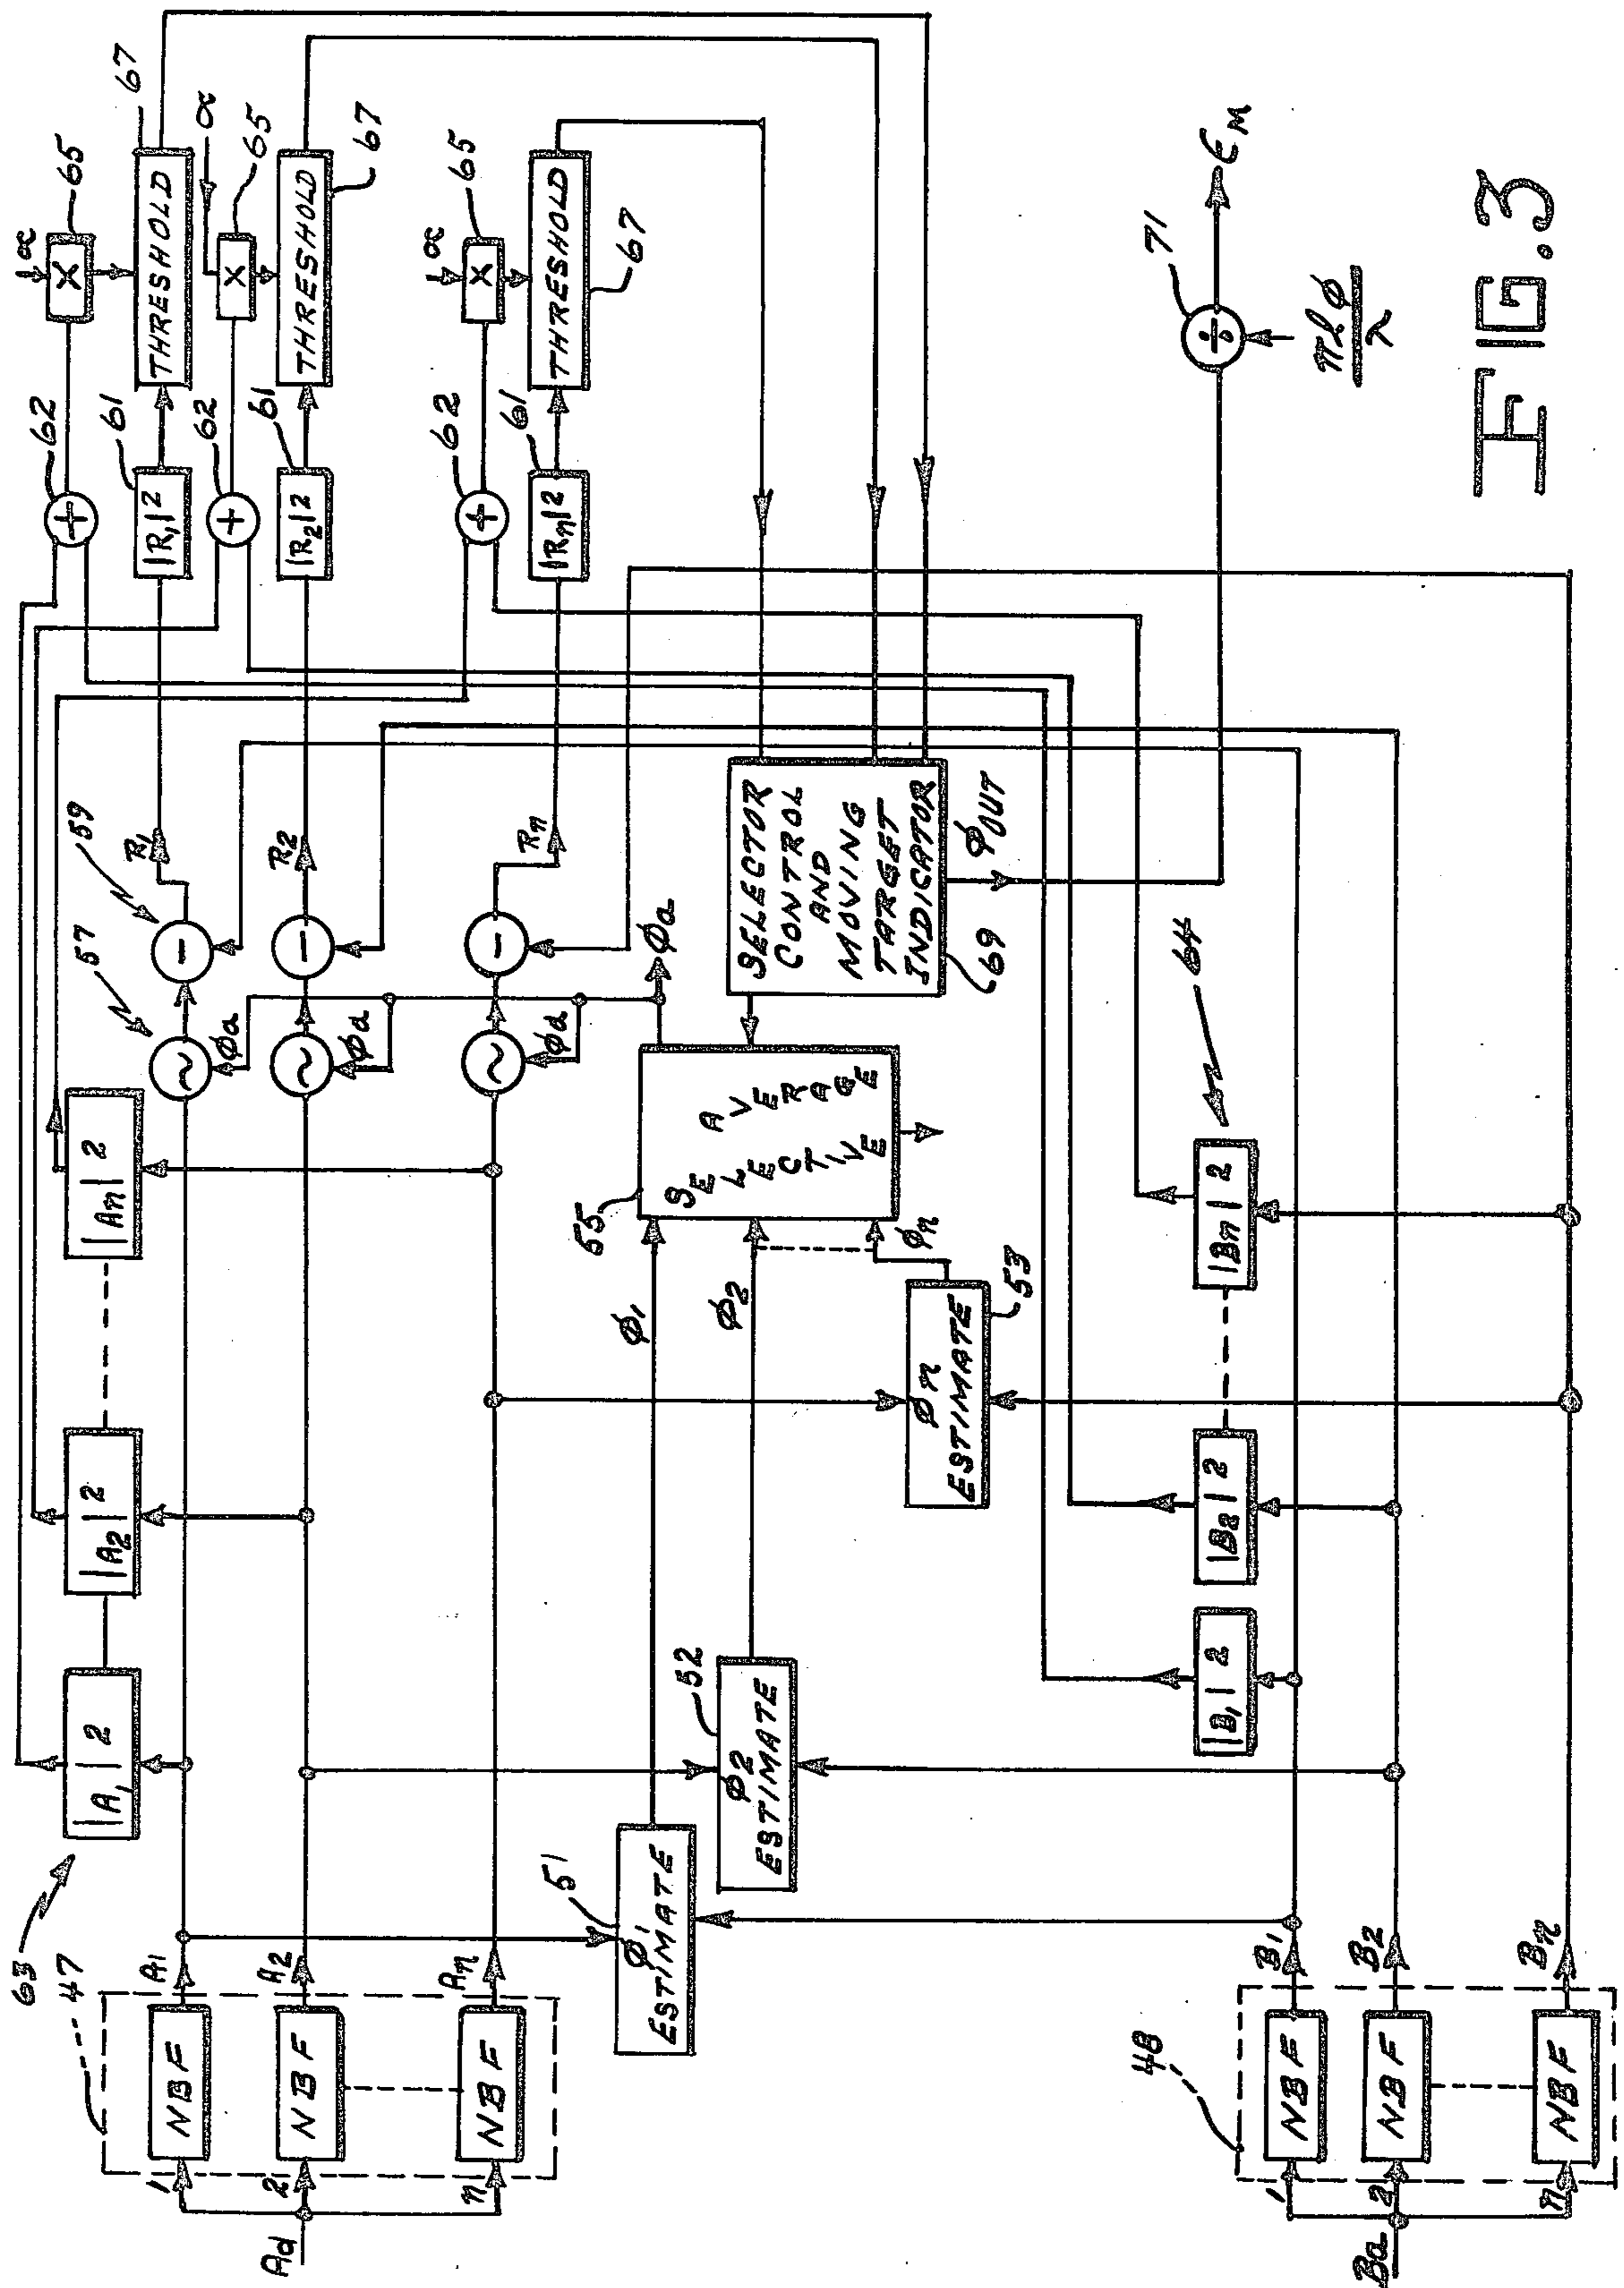 63
47
Ad
1
2
n
NBF
NBF
NBF
A1
A2
An
|A1|2
|A2|2
|An|2
57
59
~
~
~
ϕa
ϕa
ϕa
ϕa
−
−
−
R1
R2
Rn
62
62
62
+
+
+
61
61
61
|R1|2
|R2|2
|Rn|2
65
65
65
α
α
α
X
X
X
THRESHOLD
THRESHOLD
THRESHOLD
67
67
67
51
ϕ1
ESTIMATE
52
ϕ2
ESTIMATE
53
ϕn
ESTIMATE
ϕ1
ϕ2
ϕn
55
SELECTIVE
AVERAGE
SELECTOR
CONTROL
AND
MOVING
TARGET
INDICATOR
69
ϕOUT
71
÷
ϵM
πlϕ
λ
48
Ba
1
2
n
NBF
NBF
NBF
B1
B2
Bn
|B1|2
|B2|2
|Bn|2
64
FIG.3